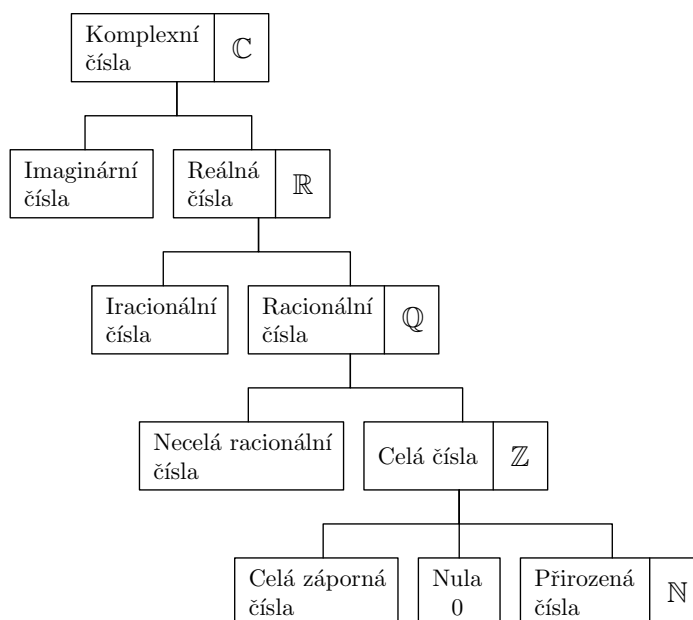 Komplexní
čísla
ℂ
Imaginární
čísla
Reálná
čísla
ℝ
Iracionální
čísla
Racionální
čísla
ℚ
Necelá racionální
čísla
Celá čísla
ℤ
Celá záporná
čísla
Nula
0
Přirozená
čísla
ℕ